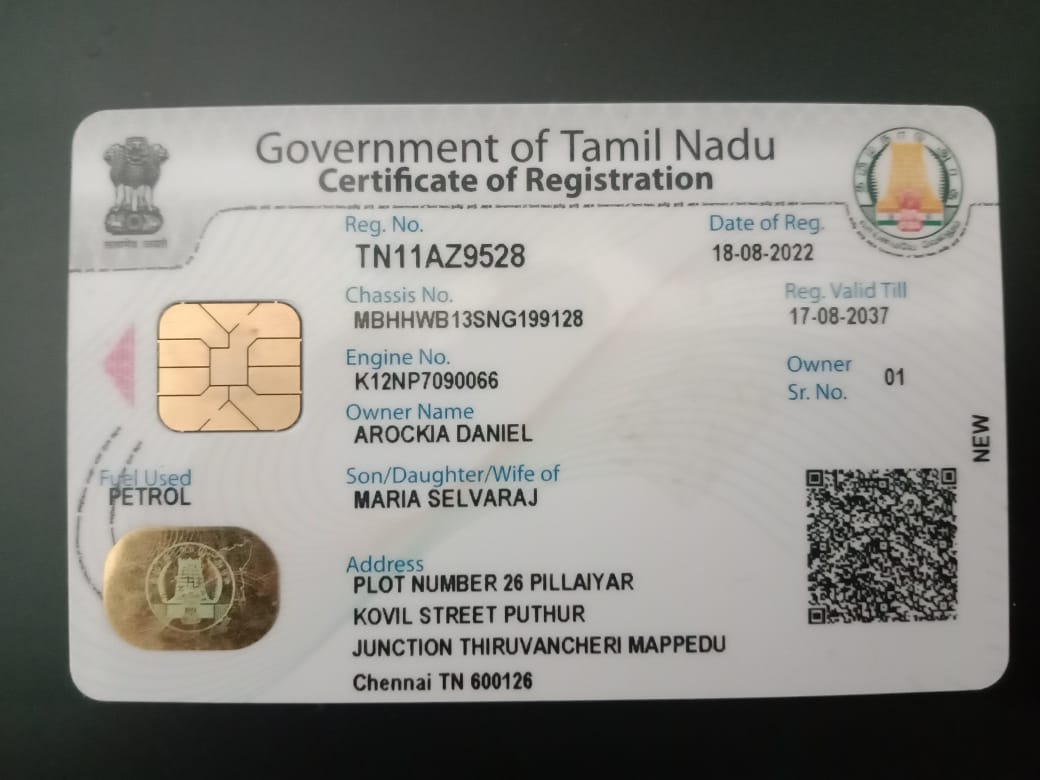 Government of Tamil Nadu
Certificate of Registration
Reg. No.
TN11AZ9528
Date of Reg.
18-08-2022
Chassis No.
MBHHWB13SNG199128
Reg. Valid Till
17-08-2037
Engine No.
K12NP7090066
Owner
Sr. No.
01
Owner Name
AROCKIA DANIEL
NEW
Fuel Used
PETROL
Son/Daughter/Wife of
MARIA SELVARAJ
Address
PLOT NUMBER 26 PILLAIYAR
KOVIL STREET PUTHUR
JUNCTION THIRUVANCHERI MAPPEDU
Chennai TN 600126